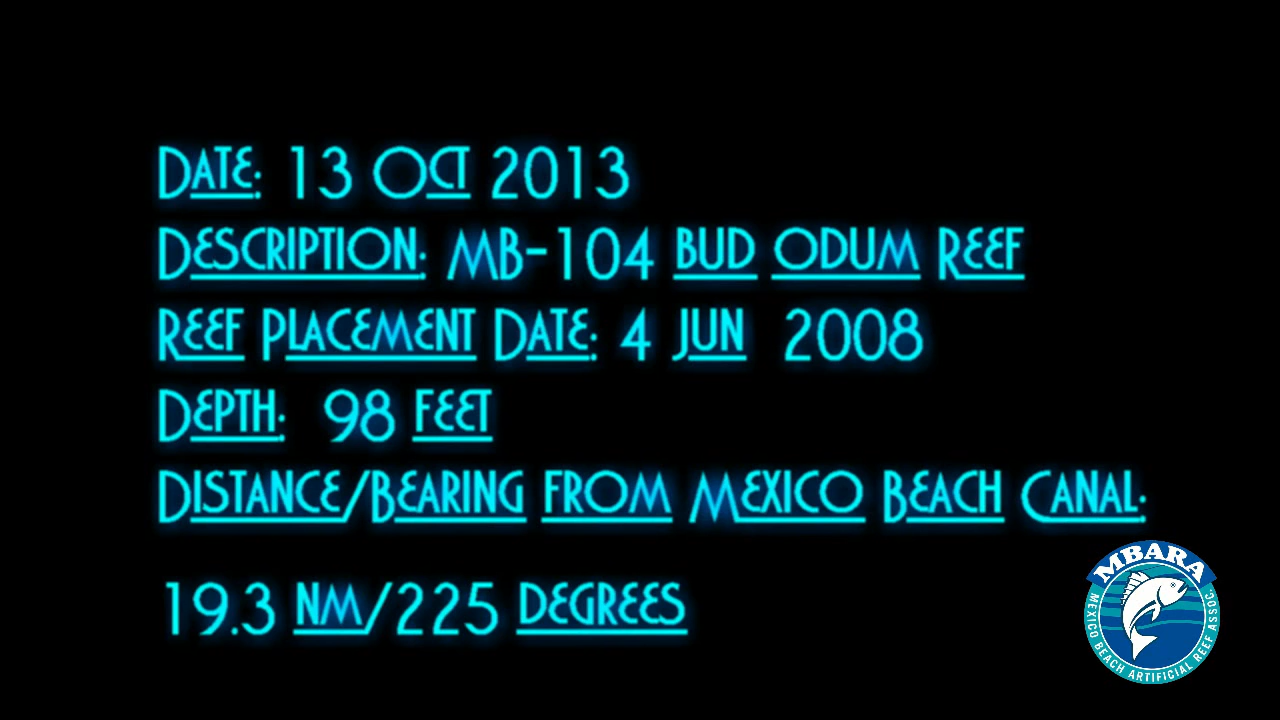 Date: 13 Oct 2013
Description: MB-104 Bud Odum Reef
Reef Placement Date: 4 Jun 2008
Depth: 98 feet
Distance/Bearing from Mexico Beach Canal:
19.3 nm/225 degrees
MBARA
MEXICO BEACH ARTIFICIAL REEF ASSOC.